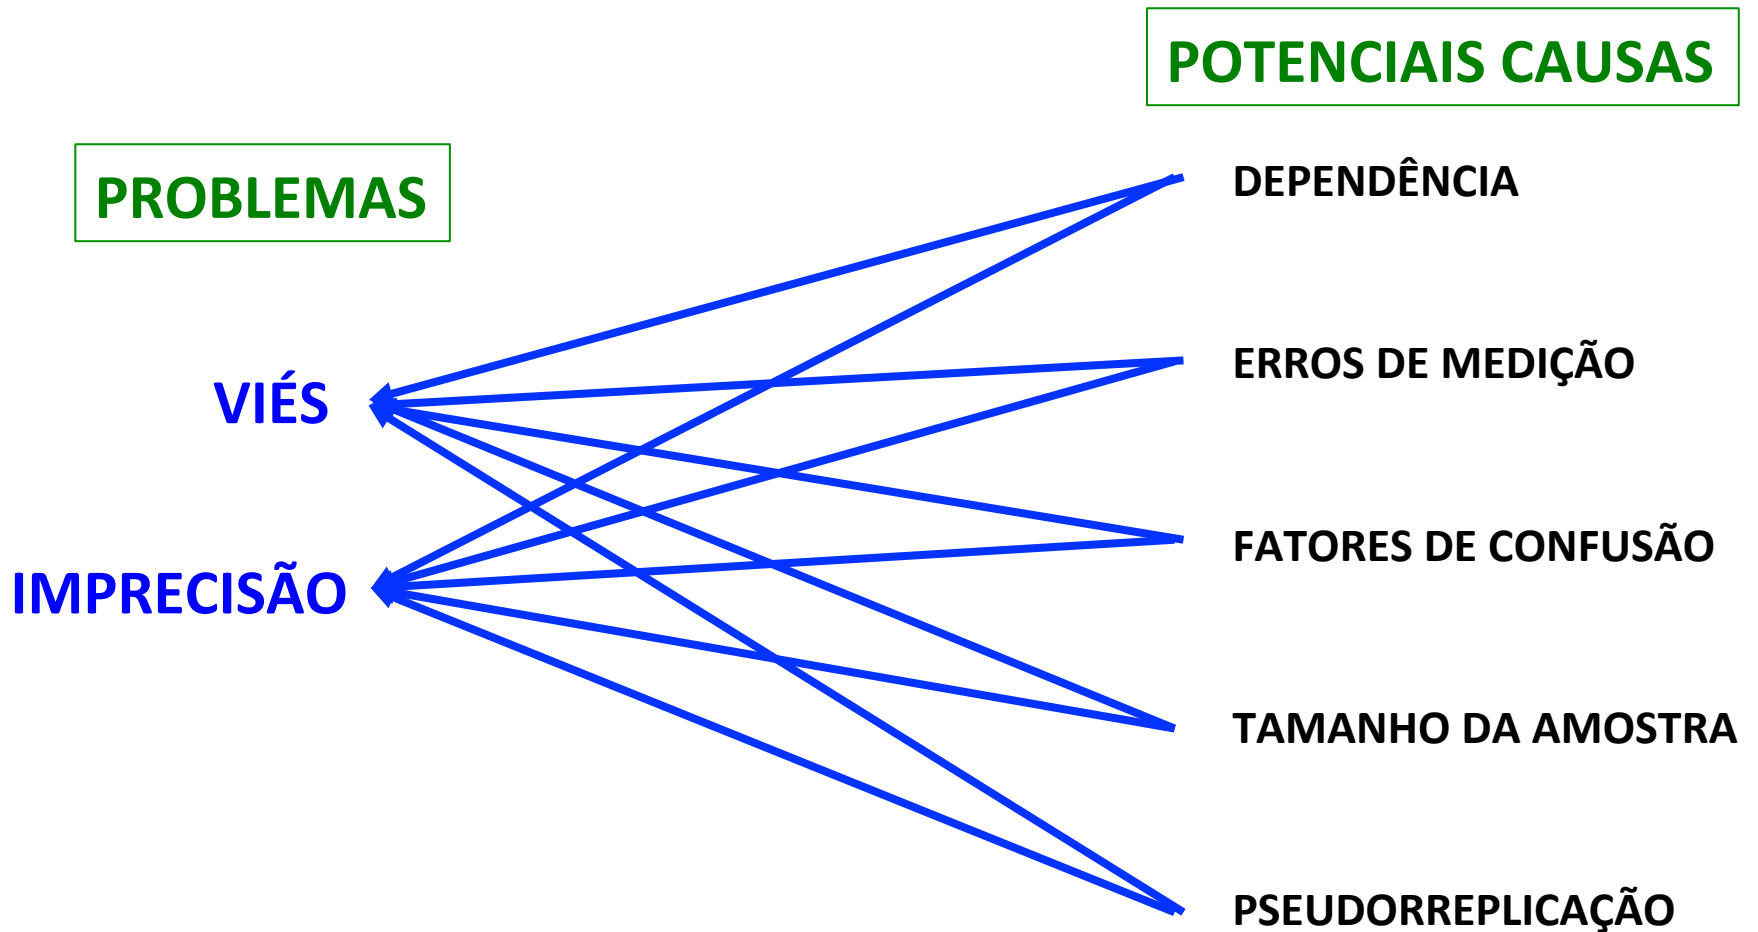 POTENCIAIS CAUSAS
PROBLEMAS
DEPENDÊNCIA
ERROS DE MEDIÇÃO
VIÉS
FATORES DE CONFUSÃO
IMPRECISÃO
TAMANHO DA AMOSTRA
PSEUDORREPLICAÇÃO